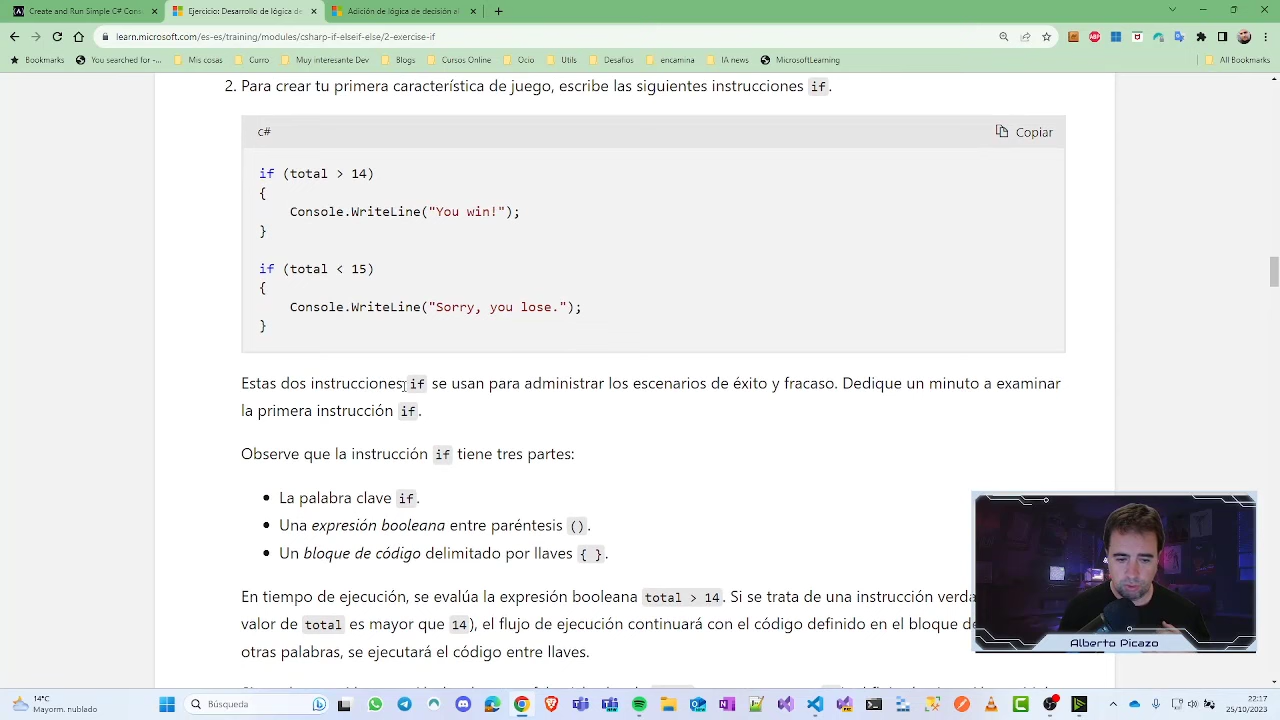 Create and Run Simple C# Con
Ejercicio: Desarrollo de lógica de
Adición de lógica de decisión al
learn.microsoft.com/es-es/training/modules/csharp-if-elseif-else/2-exercise-if
Bookmarks
You searched for -...
Mis cosas
Curro
Muy interesante Dev
Blogs
Cursos Online
Ocio
Utils
Desafios
encamina
IA news
MicrosoftLearning
All Bookmarks
2. Para crear tu primera característica de juego, escribe las siguientes instrucciones if.
c#
Copiar
if (total > 14)
{
Console.WriteLine("You win!");
}
if (total < 15)
{
Console.WriteLine("Sorry, you lose.");
}
Estas dos instrucciones if se usan para administrar los escenarios de éxito y fracaso. Dedique un minuto a examinar
la primera instrucción if.
Observe que la instrucción if tiene tres partes:
• La palabra clave if.
• Una expresión booleana entre paréntesis ().
• Un bloque de código delimitado por llaves { }.
En tiempo de ejecución, se evalúa la expresión booleana total > 14. Si se trata de una instrucción verda
valor de total es mayor que 14), el flujo de ejecución continuará con el código definido en el bloque de
otras palabras, se ejecutará el código entre llaves.
Alberto Picazo
14°C
Mayorm. nublado
Búsqueda
22:17
25/10/2023